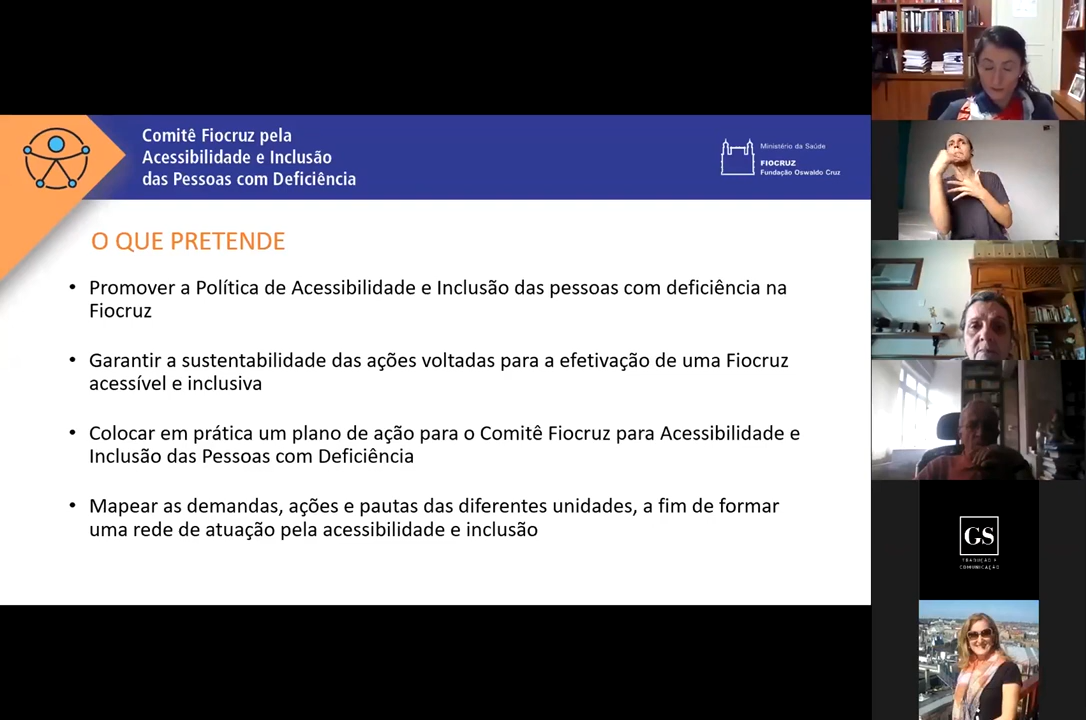 Comitê Fiocruz pela
Acessibilidade e Inclusão
das Pessoas com Deficiência
Ministério da Saúde
FIOCRUZ
Fundação Oswaldo Cruz
O QUE PRETENDE
• Promover a Política de Acessibilidade e Inclusão das pessoas com deficiência na
Fiocruz
• Garantir a sustentabilidade das ações voltadas para a efetivação de uma Fiocruz
acessível e inclusiva
• Colocar em prática um plano de ação para o Comitê Fiocruz para Acessibilidade e
Inclusão das Pessoas com Deficiência
• Mapear as demandas, ações e pautas das diferentes unidades, a fim de formar
uma rede de atuação pela acessibilidade e inclusão
GS
TRADUÇÃO E
COMUNICAÇÃO